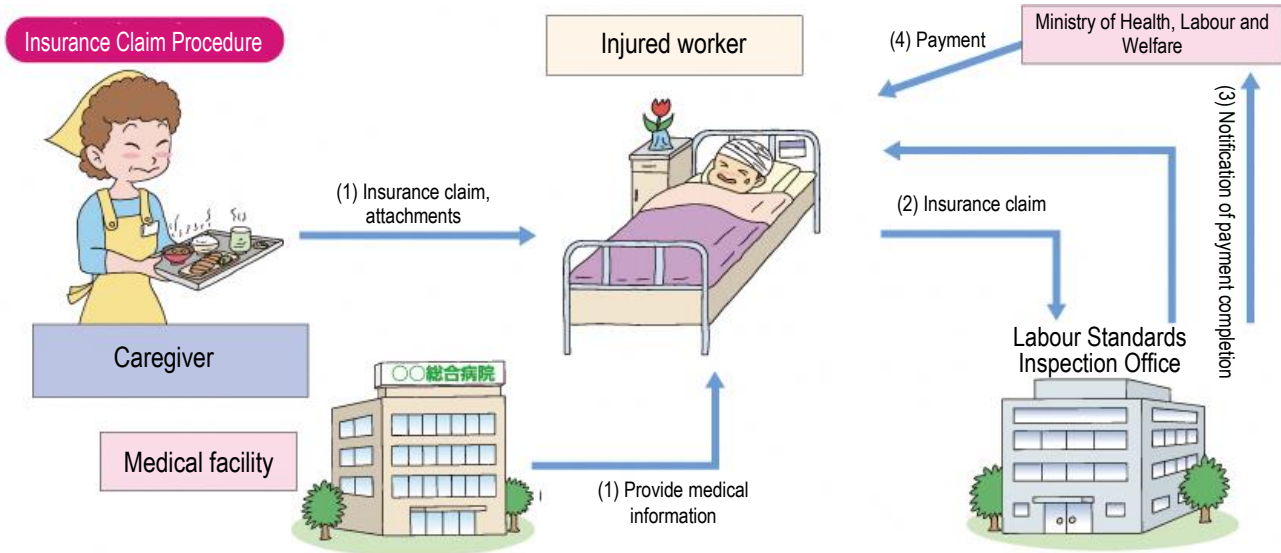 Insurance Claim Procedure
Injured worker
Ministry of Health, Labour and
Welfare
(4) Payment
(3) Notification of payment completion
(1) Insurance claim,
attachments
(2) Insurance claim
Caregiver
Labour Standards
Inspection Office
〇〇総合病院
Medical facility
(1) Provide medical
information